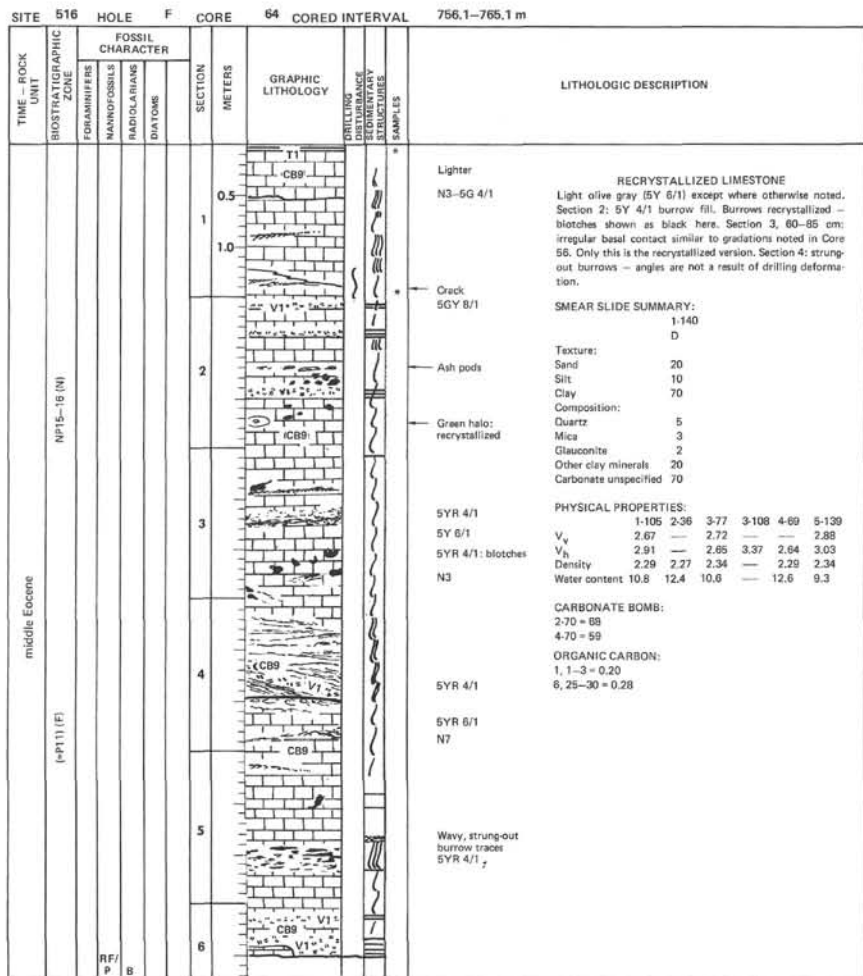 SITE 516 HOLE F CORE 64 CORED INTERVAL 756.1–765.1 m
TIME – ROCK UNIT
BIOSTRATIGRAPHIC ZONE
FOSSIL CHARACTER
FORAMINIFERS
NANNOFOSSILS
RADIOLARIANS
DIATOMS
SECTION
METERS
GRAPHIC LITHOLOGY
DRILLING DISTURBANCE
SEDIMENTARY STRUCTURES
SAMPLES
LITHOLOGIC DESCRIPTION
middle Eocene
NP15–16 (N)
(=P11) (F)
RF/
P
B
1
0.5
1.0
2
3
4
5
6
T1
CB9
V1
CB9
CB9
V1
CB9
V1
CB9
V1
*
*
Lighter
N3–5G 4/1
Crack
5GY 8/1
Ash pods
Green halo:
recrystallized
5YR 4/1
5Y 6/1
5YR 4/1: blotches
N3
5YR 4/1
5YR 6/1
N7
Wavy, strung-out
burrow traces
5YR 4/1
RECRYSTALLIZED LIMESTONE
Light olive gray (5Y 6/1) except where otherwise noted.
Section 2: 5Y 4/1 burrow fill. Burrows recrystallized –
blotches shown as black here. Section 3, 60–85 cm:
irregular basal contact similar to gradations noted in Core
56. Only this is the recrystallized version. Section 4: strung-
out burrows – angles are not a result of drilling deforma-
tion.
SMEAR SLIDE SUMMARY:
1-140
D
Texture:
Sand 20
Silt 10
Clay 70
Composition:
Quartz 5
Mica 3
Glauconite 2
Other clay minerals 20
Carbonate unspecified 70
PHYSICAL PROPERTIES:
1-105 2-36 3-77 3-108 4-69 5-139
Vv 2.67 — 2.72 — — 2.88
Vh 2.91 — 2.65 3.37 2.64 3.03
Density 2.29 2.27 2.34 — 2.29 2.34
Water content 10.8 12.4 10.6 — 12.6 9.3
CARBONATE BOMB:
2-70 = 68
4-70 = 59
ORGANIC CARBON:
1, 1–3 = 0.20
6, 25–30 = 0.28